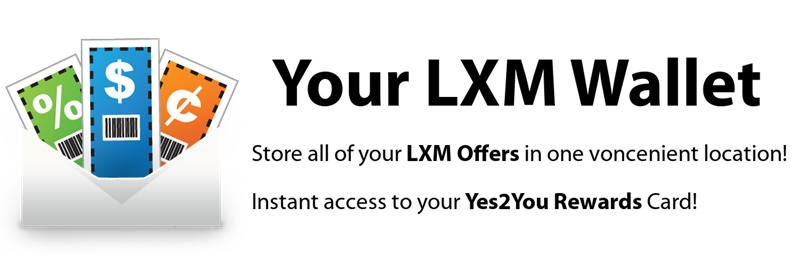 % $ ¢
Your LXM Wallet
Store all of your LXM Offers in one voncenient location!
Instant access to your Yes2You Rewards Card!